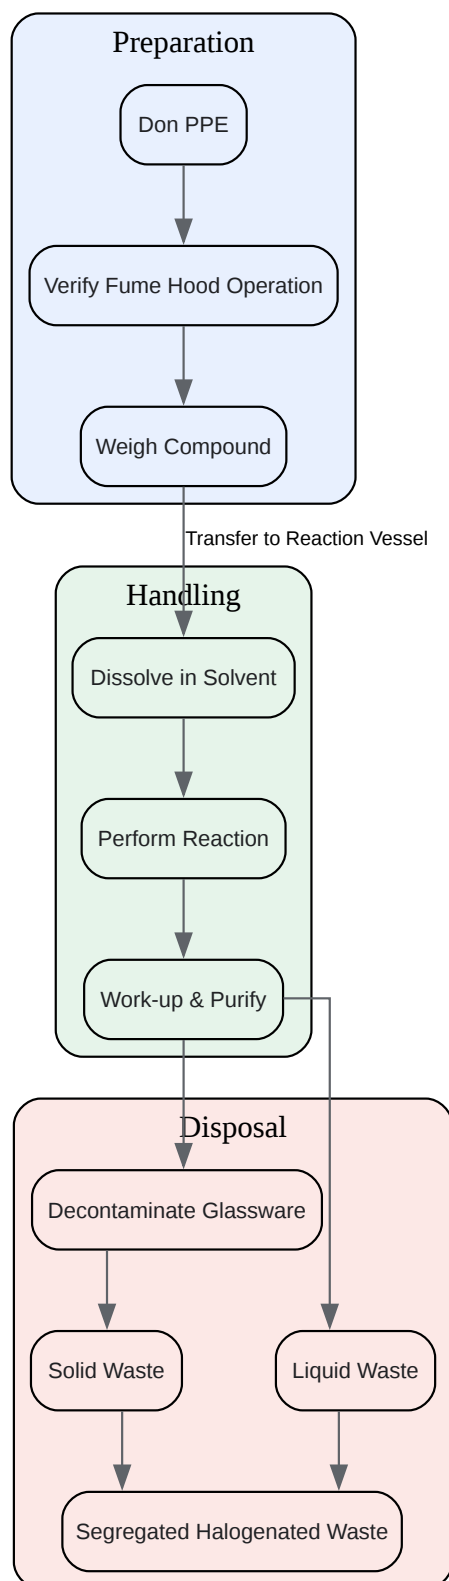 Preparation
Don PPE
Verify Fume Hood Operation
Weigh Compound
Transfer to Reaction Vessel
Handling
Dissolve in Solvent
Perform Reaction
Work-up & Purify
Disposal
Decontaminate Glassware
Solid Waste
Liquid Waste
Segregated Halogenated Waste